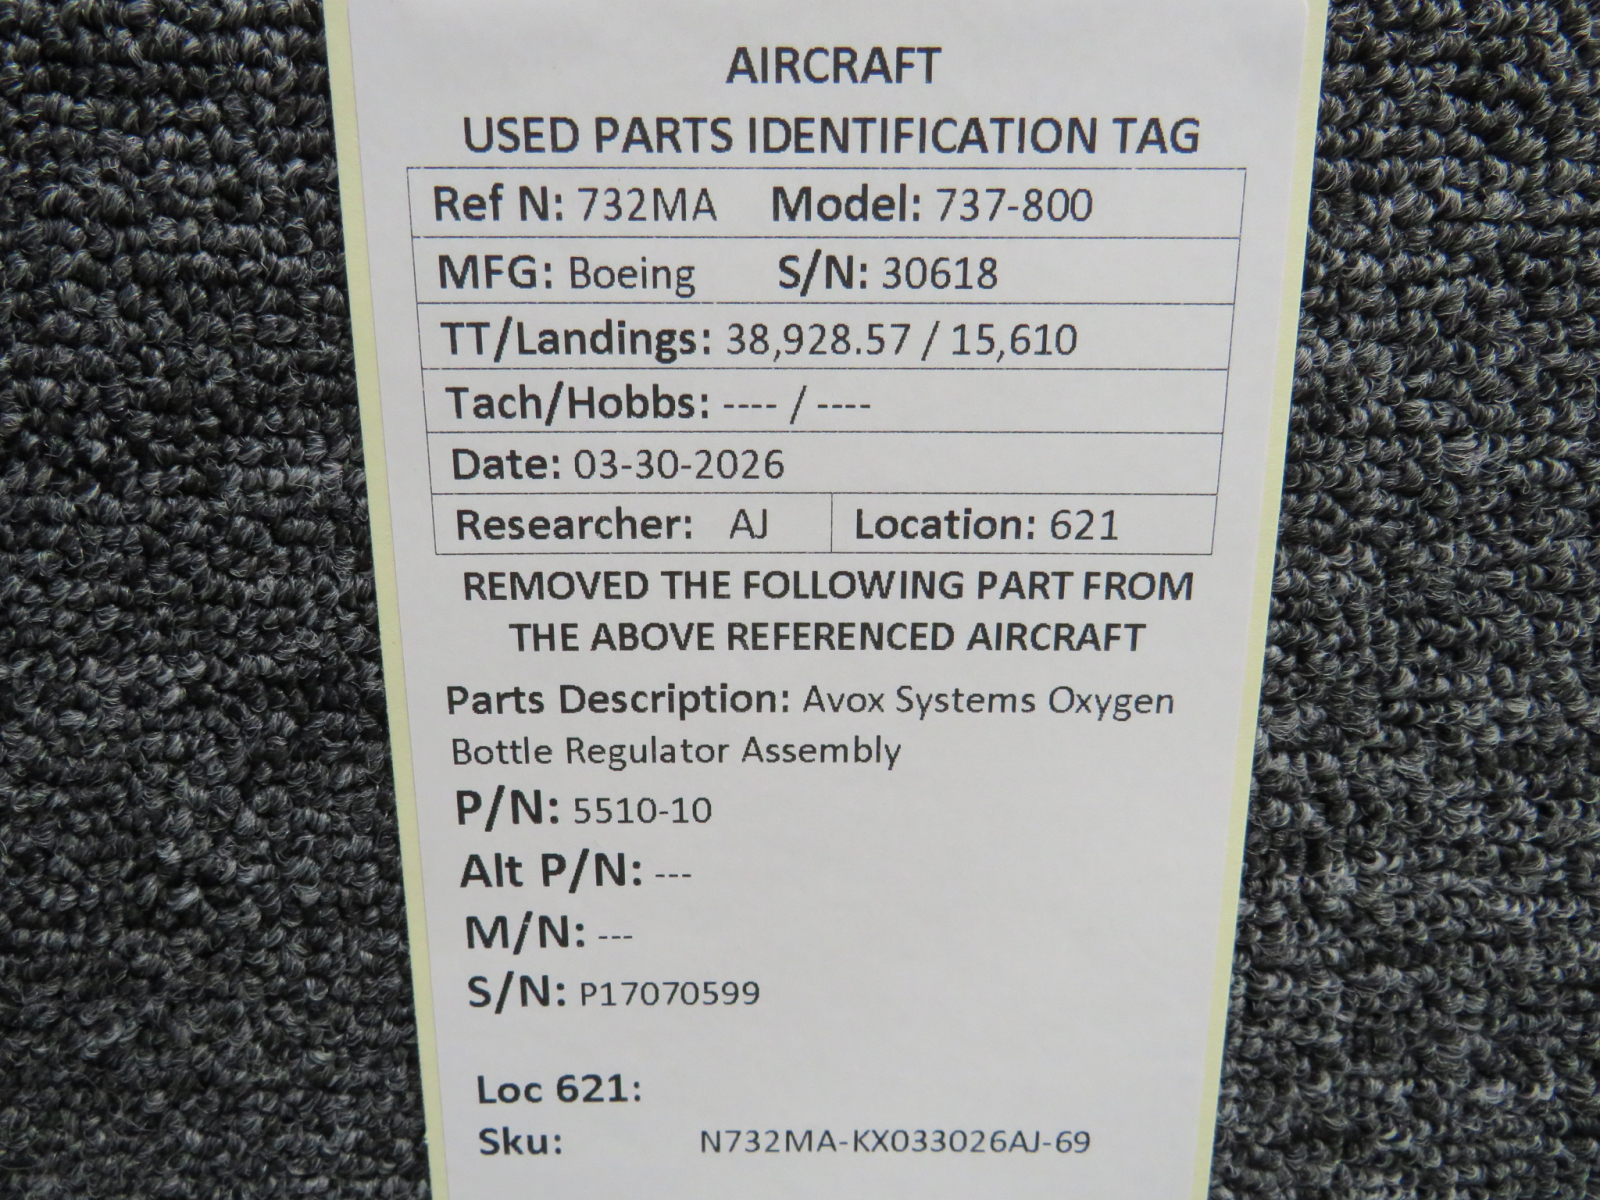 AIRCRAFT
USED PARTS IDENTIFICATION TAG
Ref N: 732MA Model: 737-800
MFG: Boeing S/N: 30618
TT/Landings: 38,928.57 / 15,610
Tach/Hobbs: ---- / ----
Date: 03-30-2026
Researcher: AJ Location: 621
REMOVED THE FOLLOWING PART FROM
THE ABOVE REFERENCED AIRCRAFT
Parts Description: Avox Systems Oxygen
Bottle Regulator Assembly
P/N: 5510-10
Alt P/N: ---
M/N: ---
S/N: P17070599
Loc 621:
Sku: N732MA-KX033026AJ-69